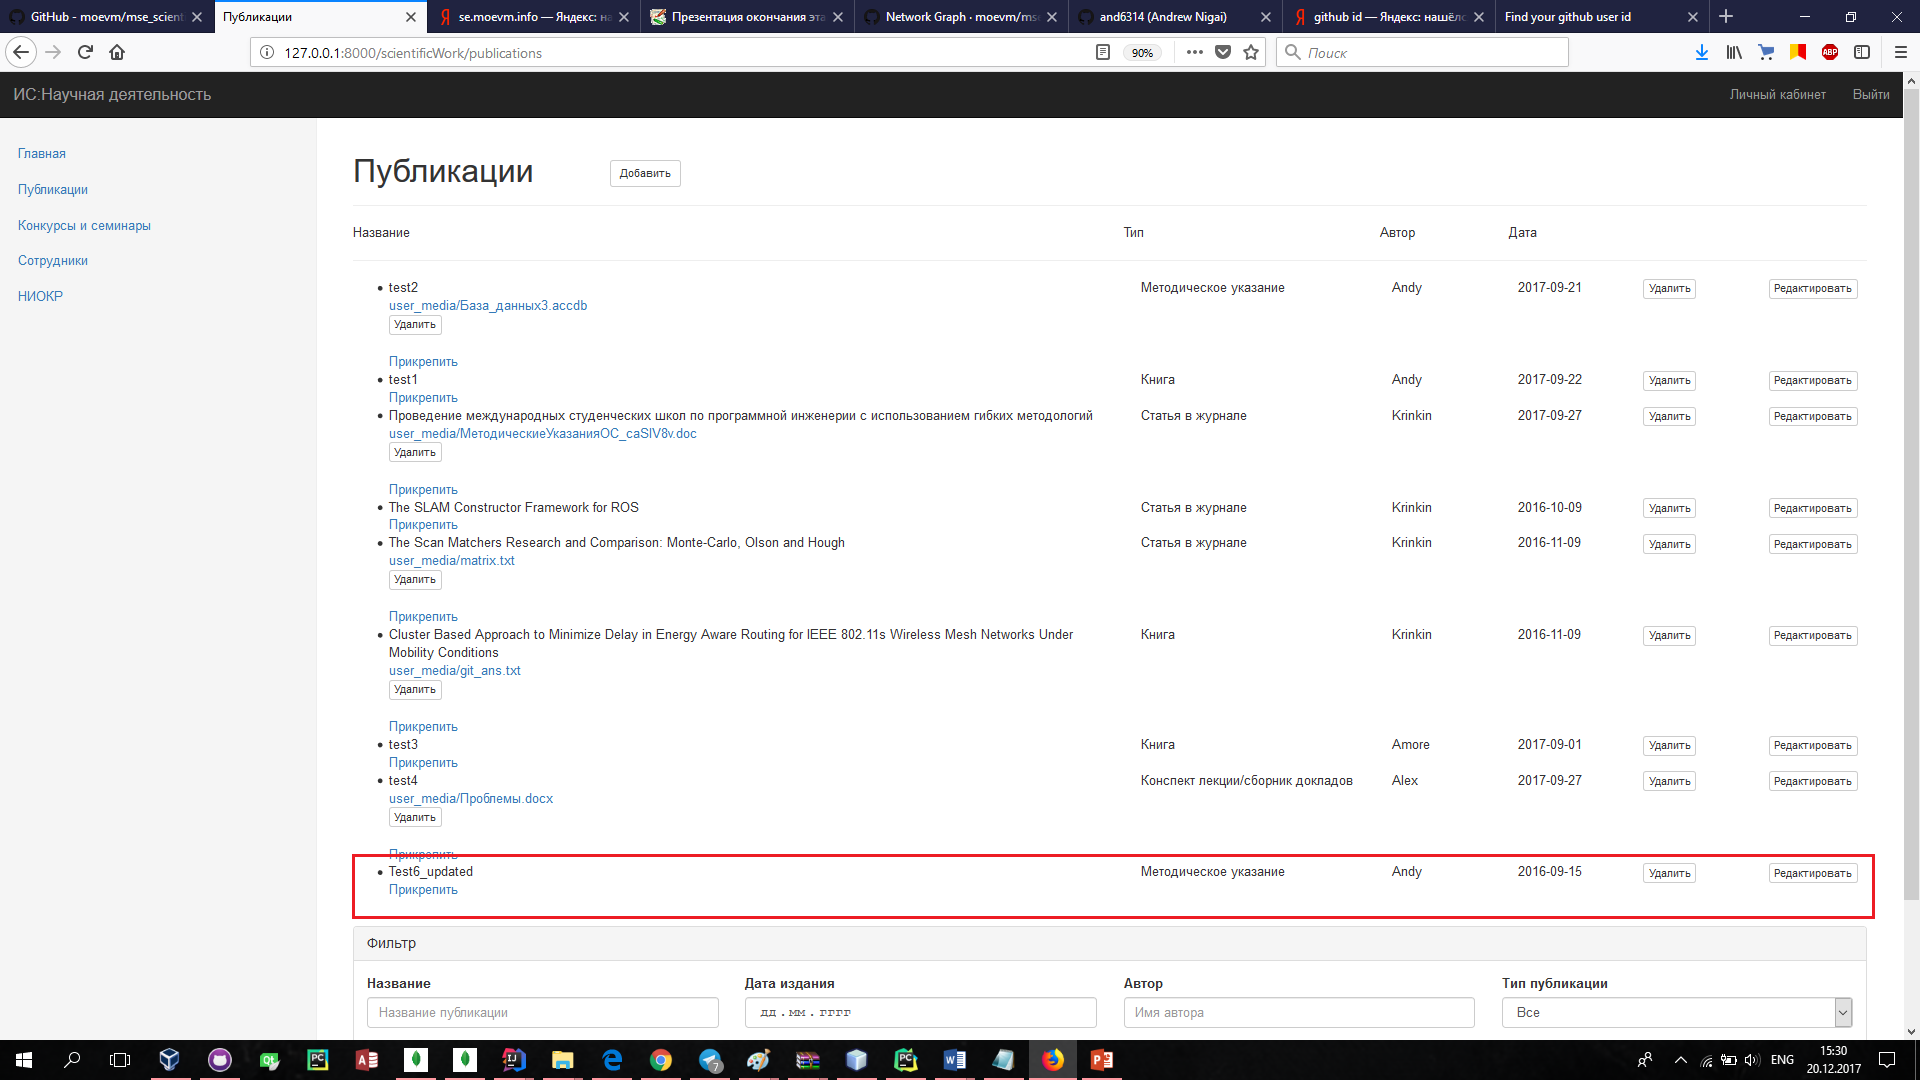 GitHub - moevm/mse_scient
Публикации
se.moevm.info — Яндекс: на
Презентация окончания эта
Network Graph · moevm/mse
and6314 (Andrew Nigai)
github id — Яндекс: нашёлс
Find your github user id
127.0.0.1:8000/scientificWork/publications
90%
Поиск
ABP
ИС:Научная деятельность
Личный кабинет
Выйти
Главная
Публикации
Конкурсы и семинары
Сотрудники
НИОКР
Публикации
Добавить
Название Тип Автор Дата
test2 Методическое указание Andy 2017-09-21 Удалить Редактировать
user_media/База_данных3.accdb
Удалить
Прикрепить
test1 Книга Andy 2017-09-22 Удалить Редактировать
Прикрепить
Проведение международных студенческих школ по программной инженерии с использованием гибких методологий Статья в журнале Krinkin 2017-09-27 Удалить Редактировать
user_media/МетодическиеУказанияОС_caSIV8v.doc
Удалить
Прикрепить
The SLAM Constructor Framework for ROS Статья в журнале Krinkin 2016-10-09 Удалить Редактировать
Прикрепить
The Scan Matchers Research and Comparison: Monte-Carlo, Olson and Hough Статья в журнале Krinkin 2016-11-09 Удалить Редактировать
user_media/matrix.txt
Удалить
Прикрепить
Cluster Based Approach to Minimize Delay in Energy Aware Routing for IEEE 802.11s Wireless Mesh Networks Under Книга Krinkin 2016-11-09 Удалить Редактировать
Mobility Conditions
user_media/git_ans.txt
Удалить
Прикрепить
test3 Книга Amore 2017-09-01 Удалить Редактировать
Прикрепить
test4 Конспект лекции/сборник докладов Alex 2017-09-27 Удалить Редактировать
user_media/Проблемы.docx
Удалить
Прикрепить
Test6_updated Методическое указание Andy 2016-09-15 Удалить Редактировать
Прикрепить
Фильтр
Название Дата издания Автор Тип публикации
Название публикации дд.мм.гггг Имя автора Все
ENG
15:30
20.12.2017